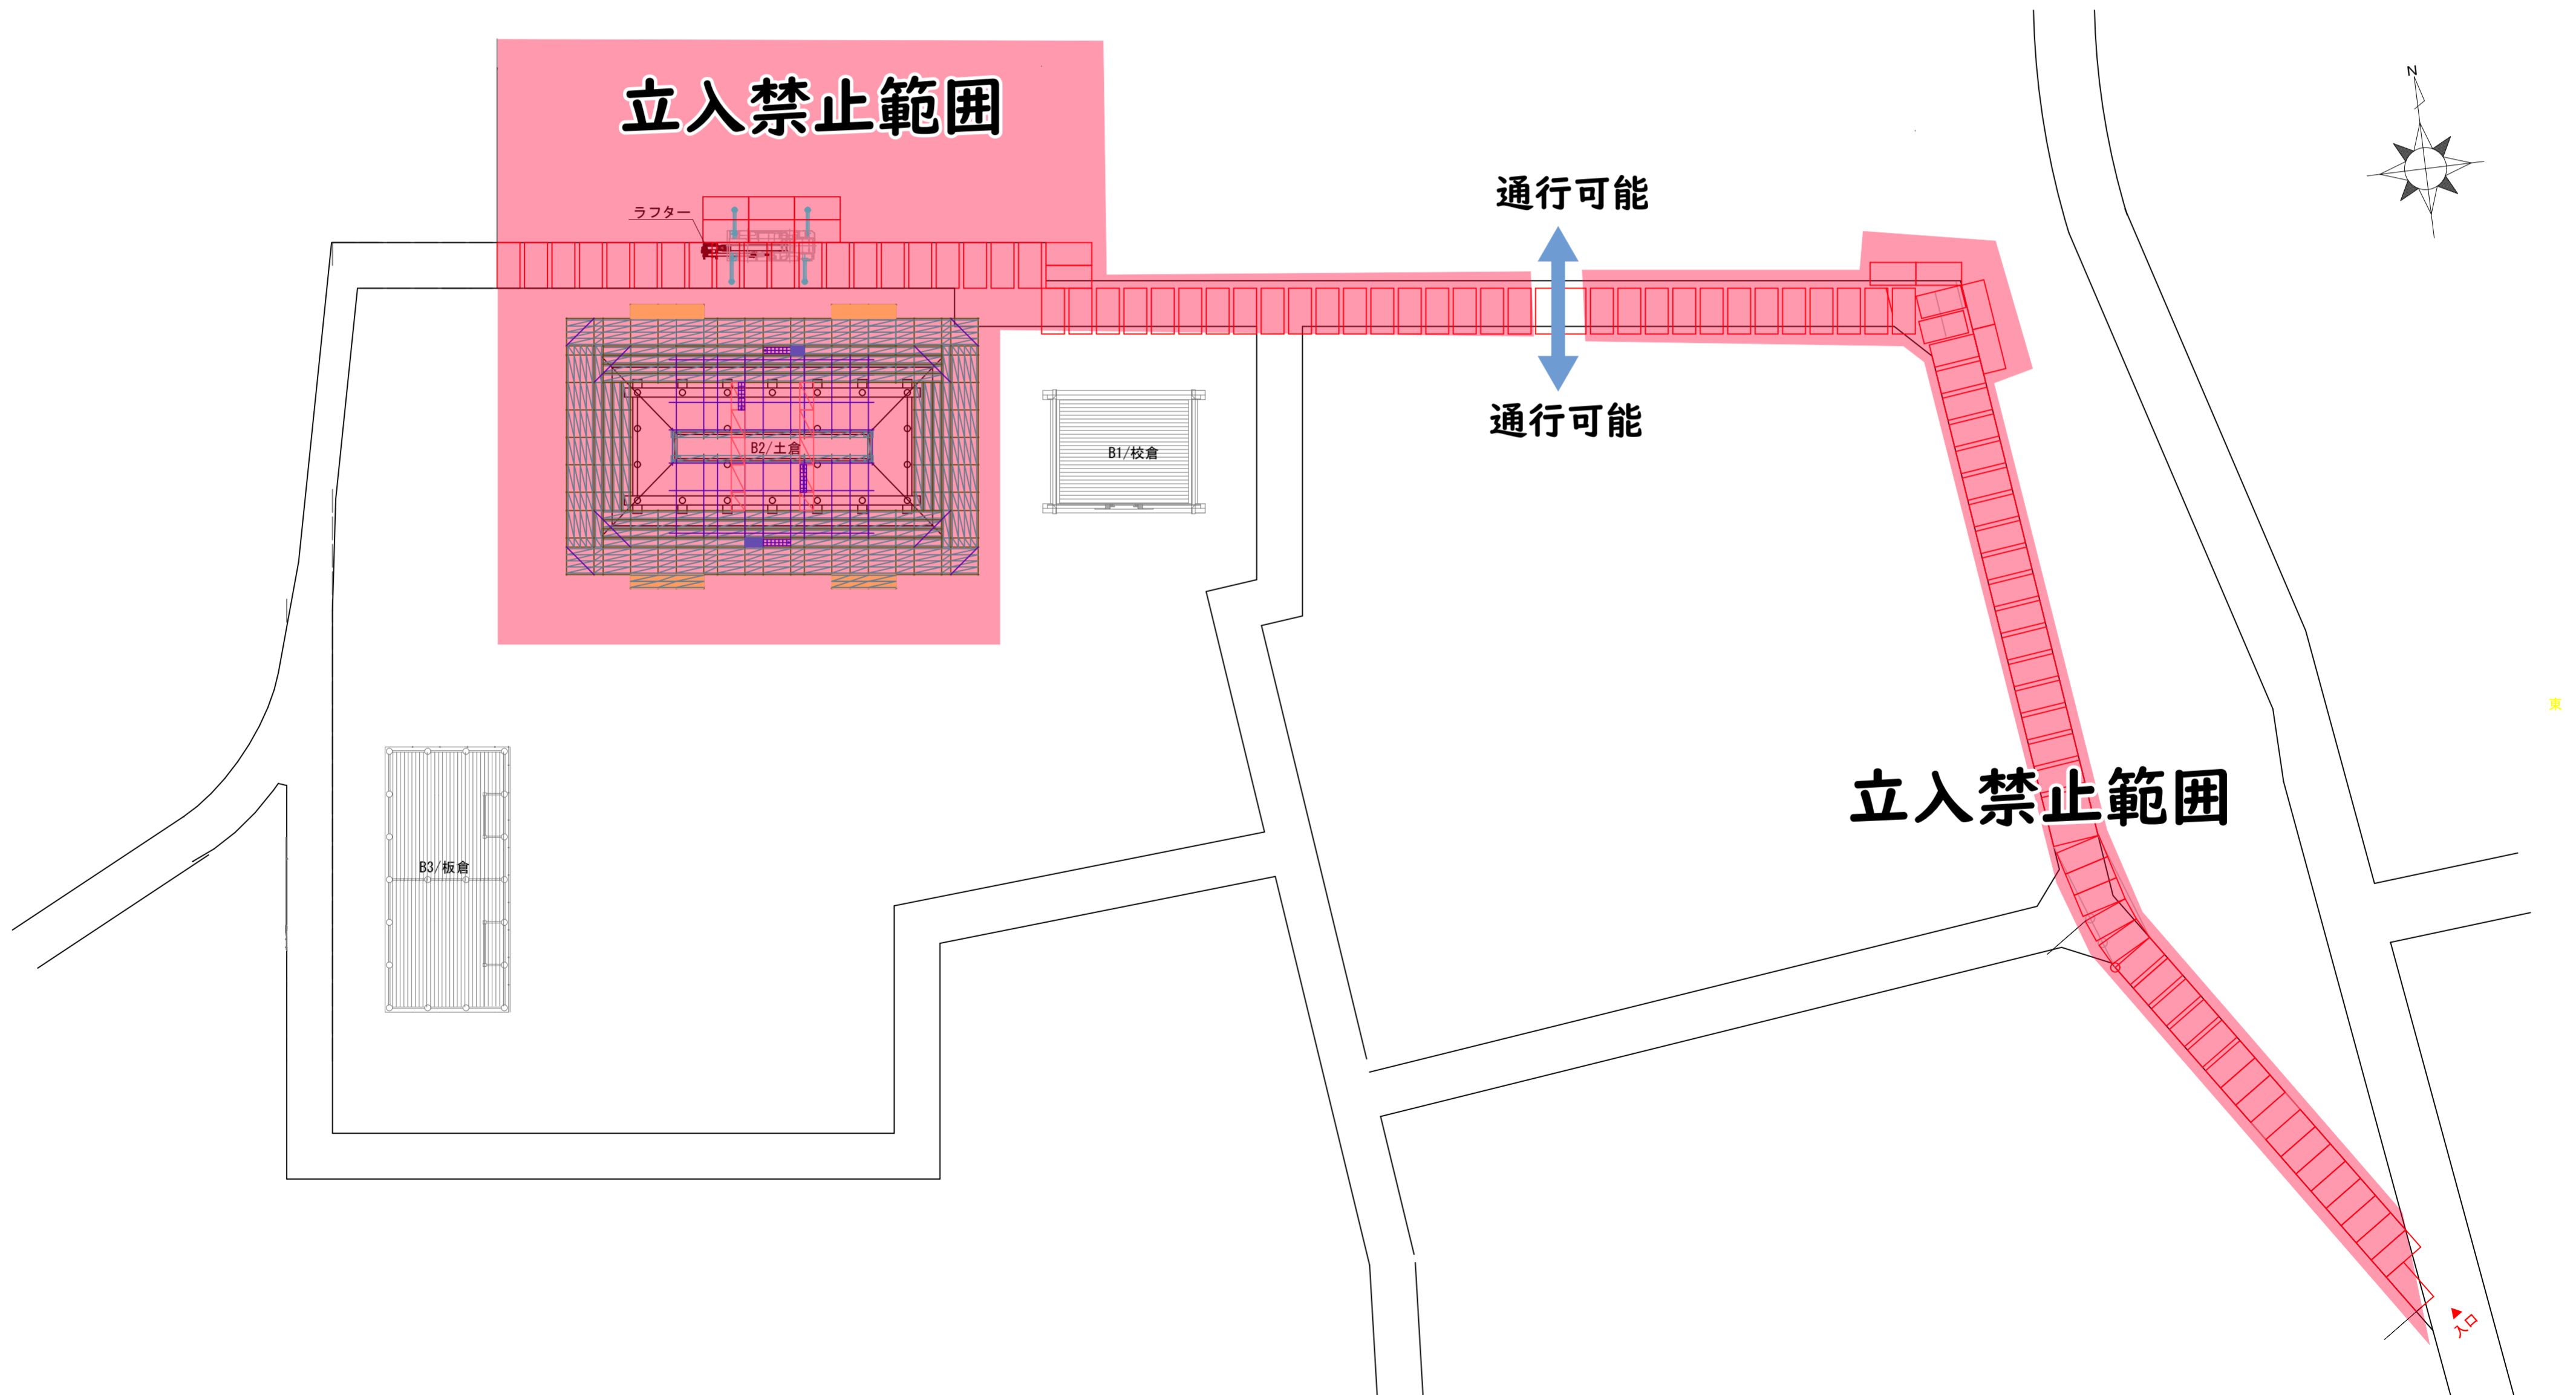 立入禁止範囲
N
通行可能
ラフター
通行可能
B2/土倉
B1/校倉
東
立入禁止範囲
B3/板倉
入口